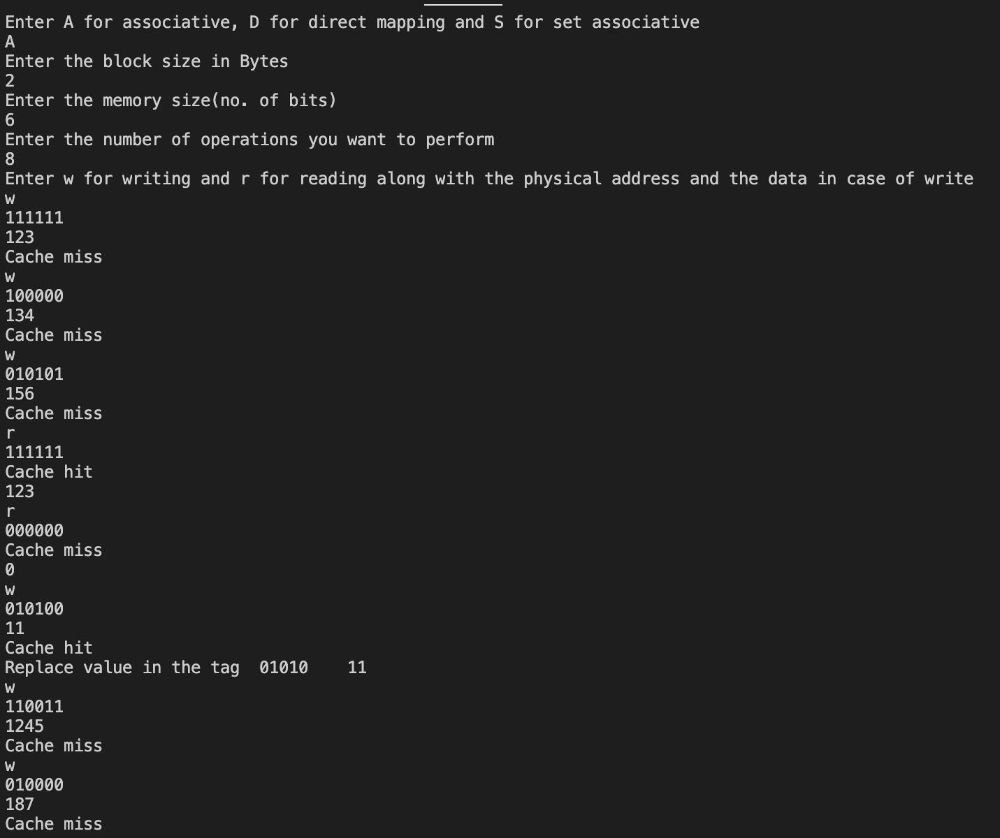 Enter A for associative, D for direct mapping and S for set associative
A
Enter the block size in Bytes
2
Enter the memory size(no. of bits)
6
Enter the number of operations you want to perform
8
Enter w for writing and r for reading along with the physical address and the data in case of write
w
111111
123
Cache miss
w
100000
134
Cache miss
w
010101
156
Cache miss
r
111111
Cache hit
123
r
000000
Cache miss
0
w
010100
11
Cache hit
Replace value in the tag  01010    11
w
110011
1245
Cache miss
w
010000
187
Cache miss